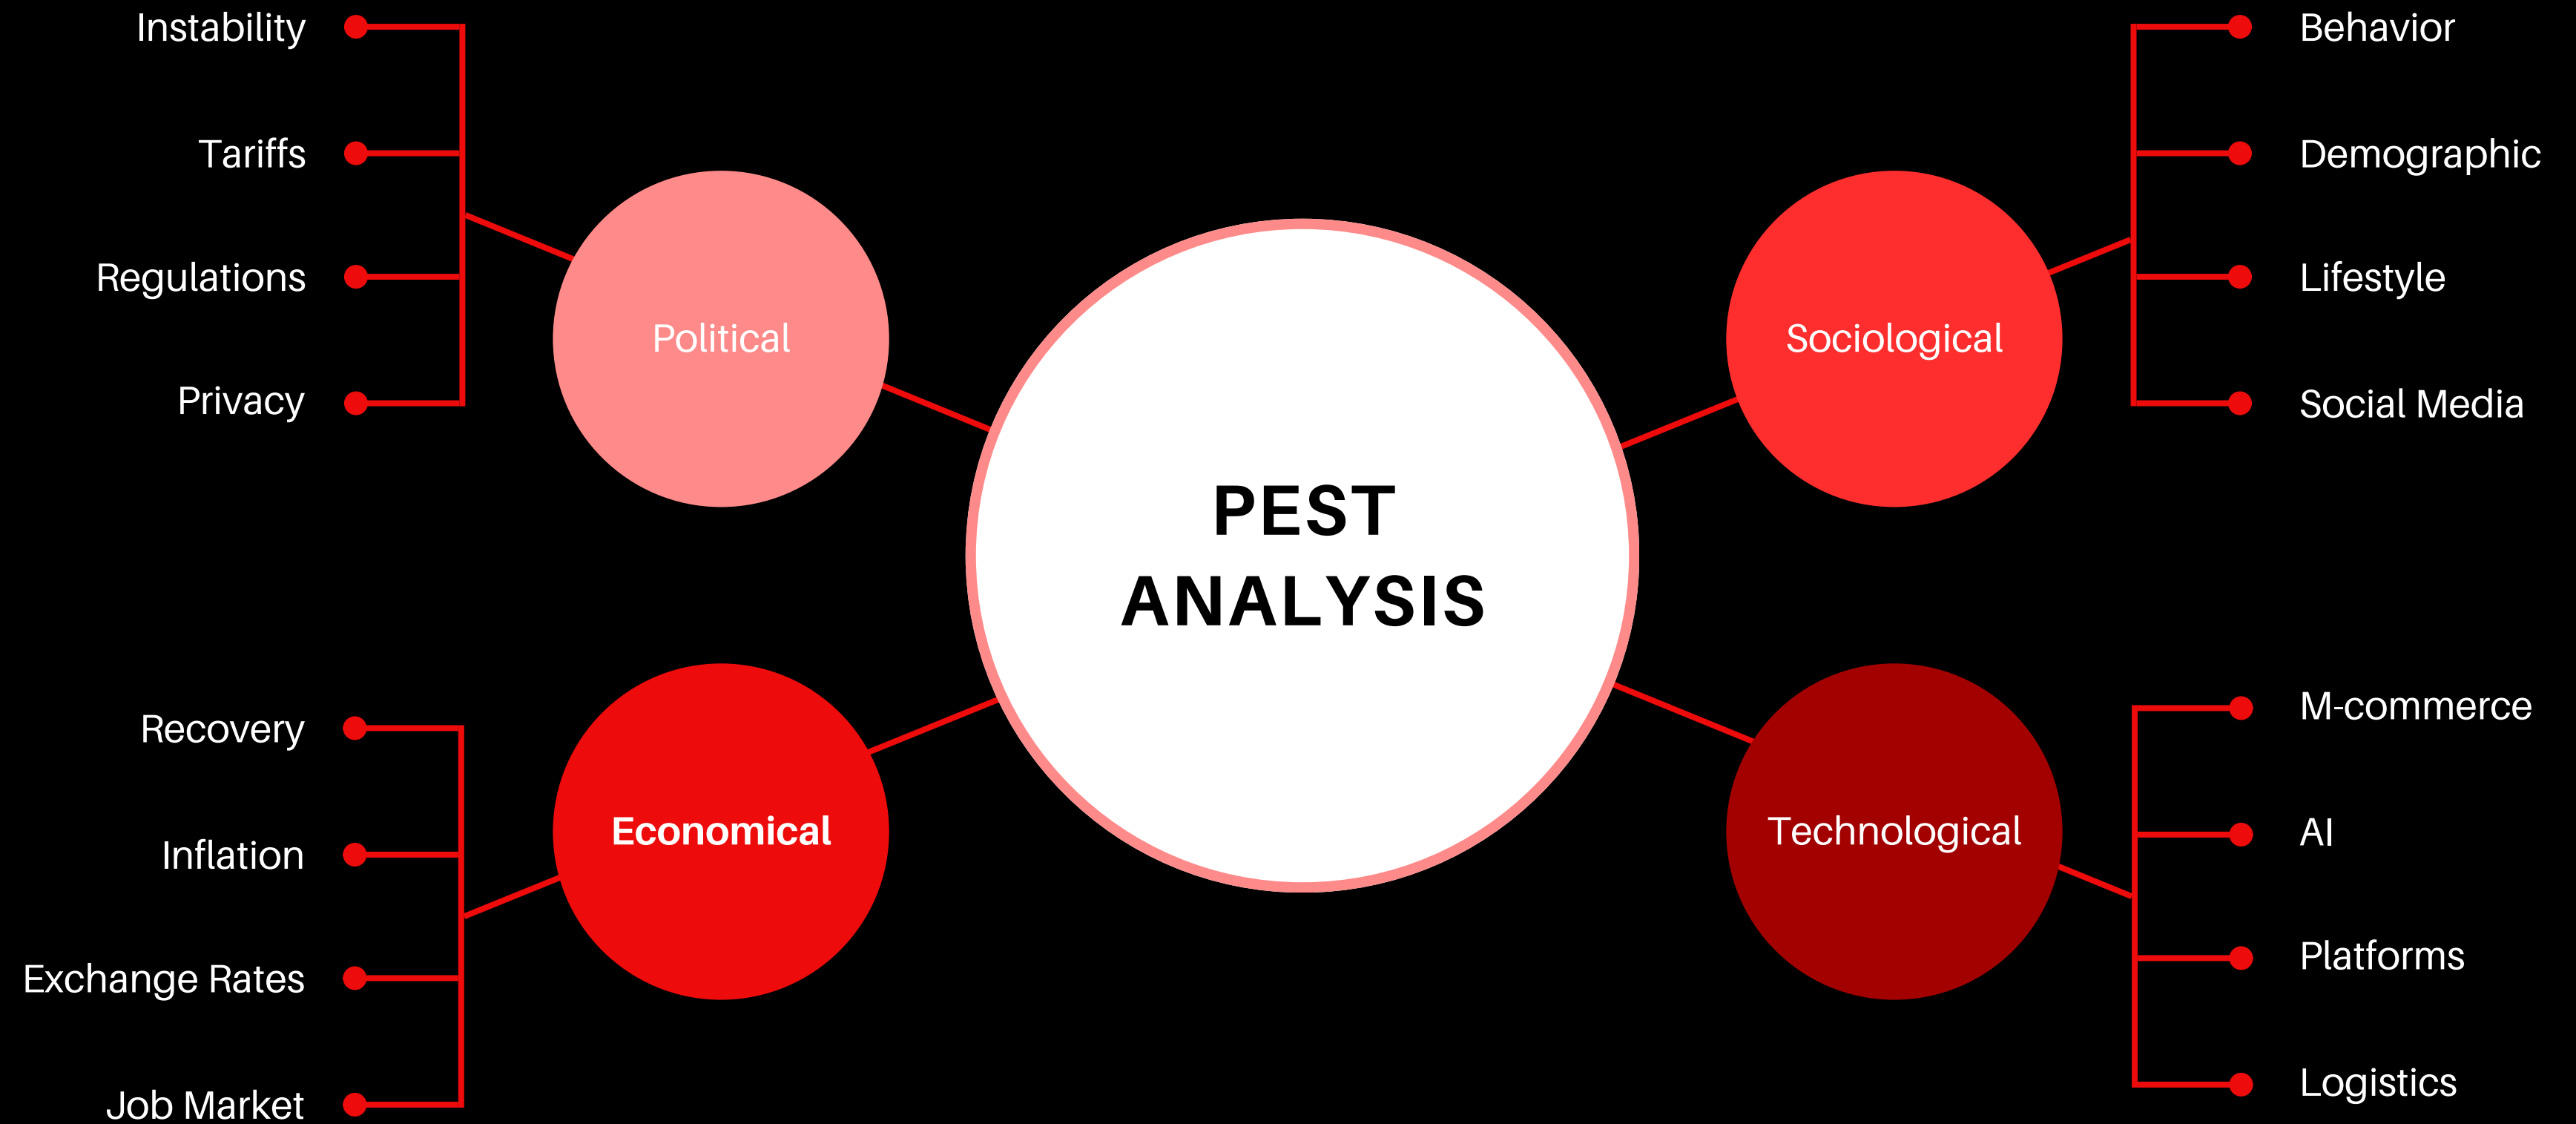 Instability
Tariffs
Regulations
Privacy
Political
Recovery
Inflation
Exchange Rates
Job Market
Economical
PEST
ANALYSIS
Sociological
Behavior
Demographic
Lifestyle
Social Media
Technological
M-commerce
AI
Platforms
Logistics